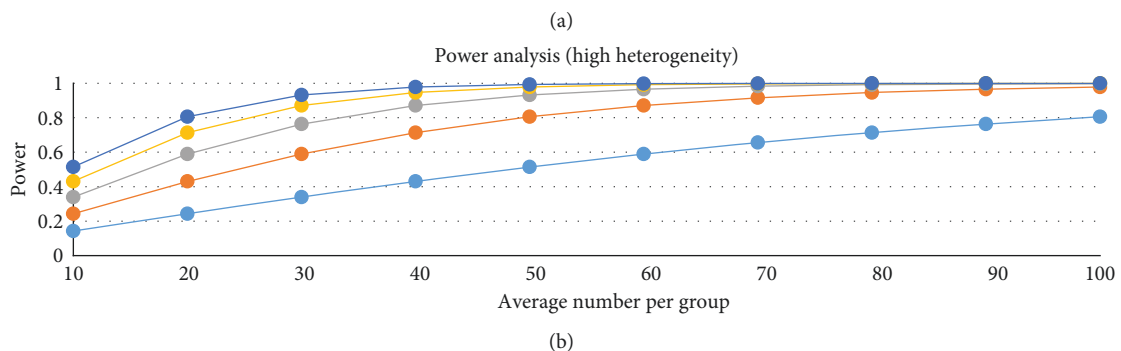 (a)
Power analysis (high heterogeneity)
1
0.8
0.6
0.4
0.2
0
Power
10 20 30 40 50 60 70 80 90 100
Average number per group
(b)